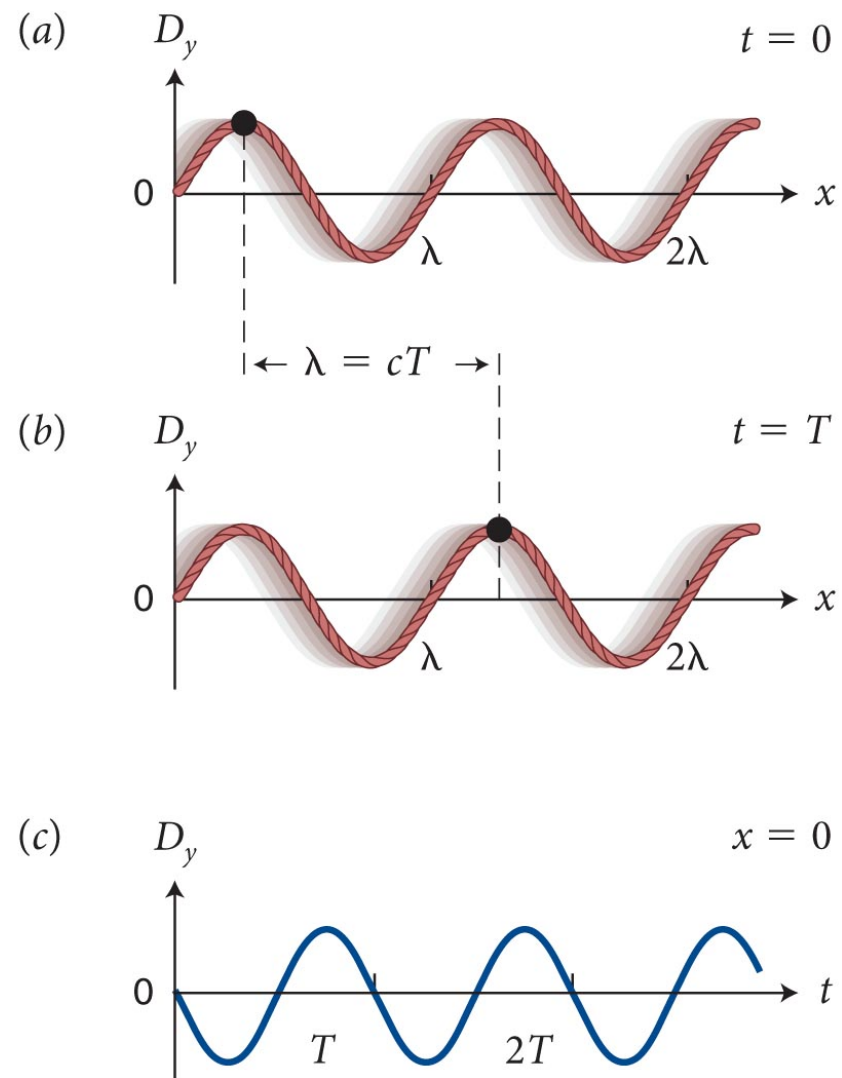 (a) D_y t = 0
0 x
λ 2λ
λ = cT
(b) D_y t = T
0 x
λ 2λ
(c) D_y x = 0
0 t
T 2T